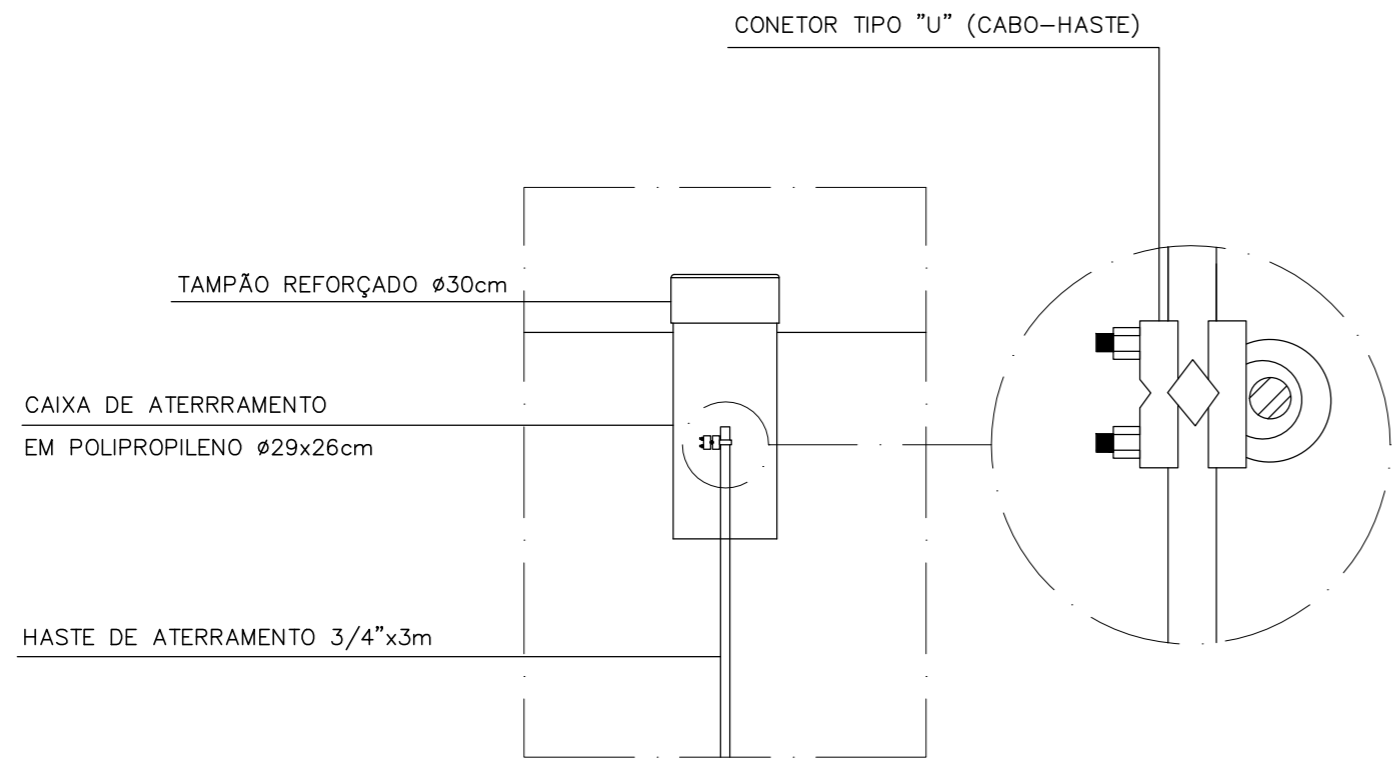 CONETOR TIPO "U" (CABO-HASTE)
TAMPÃO REFORÇADO ø30cm
CAIXA DE ATERRRAMENTO
EM POLIPROPILENO ø29x26cm
HASTE DE ATERRAMENTO 3/4"x3m